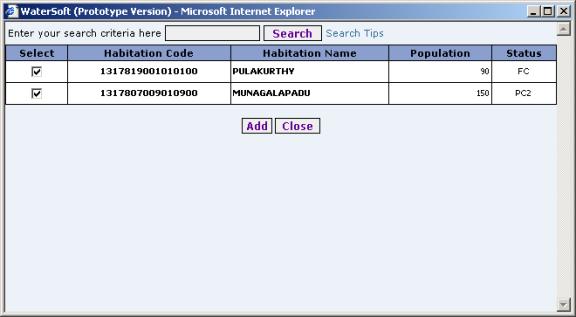 WaterSoft (Prototype Version) - Microsoft Internet Explorer
Enter your search criteria here Search Search Tips
Select Habitation Code Habitation Name Population Status
1317819001010100 PULAKURTHY 90 FC
1317807009010900 MUNAGALAPADU 150 PC2
Add Close